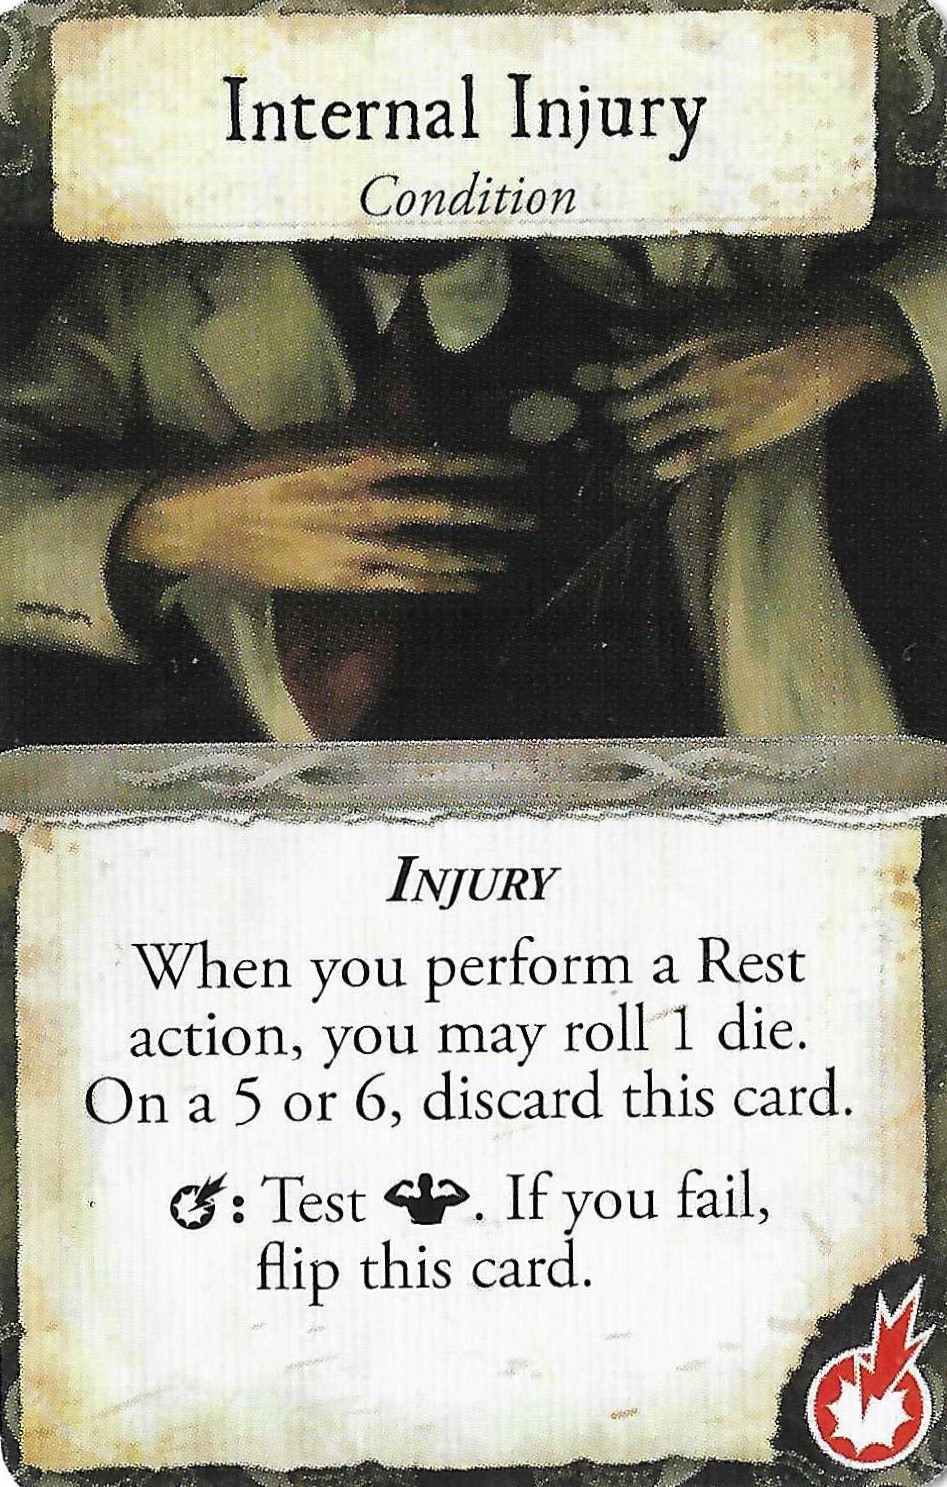 Internal Injury
Condition
INJURY
When you perform a Rest
action, you may roll 1 die.
On a 5 or 6, discard this card.
: Test . If you fail,
flip this card.